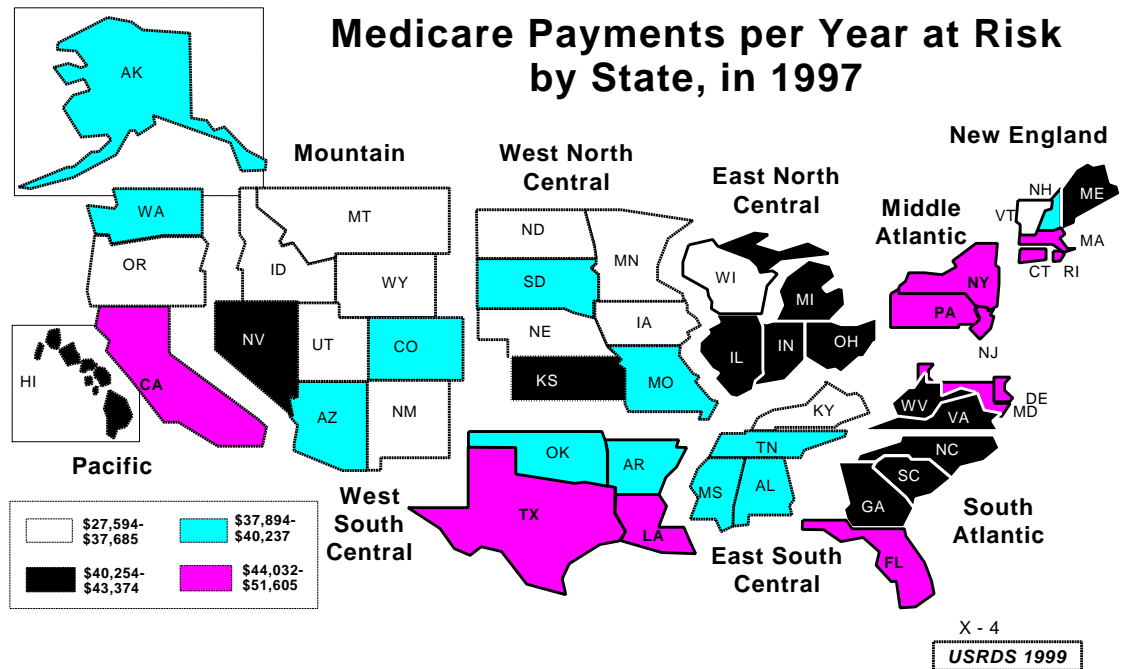 Medicare Payments per Year at Risk
by State, in 1997
AK
Mountain
West North
Central
East North
Central
New England
Middle
Atlantic
WA
OR
MT
ID
WY
NV
UT
CO
CA
AZ
NM
HI
Pacific
ND
MN
SD
NE
IA
KS
MO
WI
MI
IL
IN
OH
NY
PA
NJ
NH
VT
ME
MA
CT
RI
KY
TN
MS
AL
WV
VA
DE
MD
NC
SC
GA
FL
OK
AR
TX
LA
West
South
Central
East South
Central
South
Atlantic
$27,594-
$37,685
$37,894-
$40,237
$40,254-
$43,374
$44,032-
$51,605
X - 4
USRDS 1999